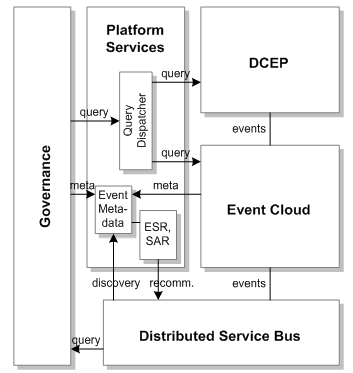 Platform
Services
DCEP
query
query
Query
Dispatcher
events
query
Governance
meta
meta
Event
Meta-
data
ESR,
SAR
Event Cloud
discovery
recomm.
events
query
Distributed Service Bus